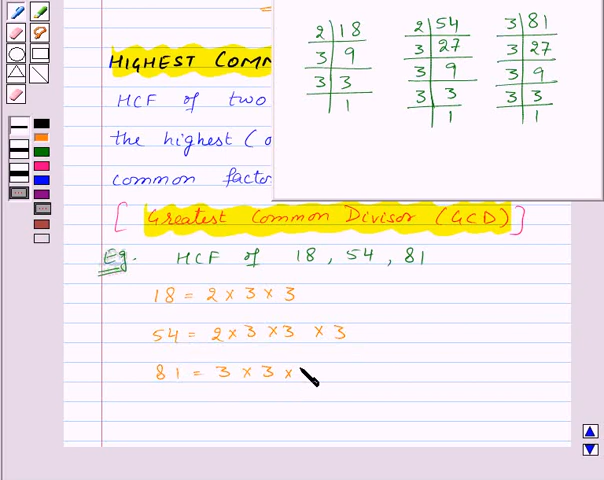 HIGHEST COMM
HCF of two
the highest (o
common facto
[ Greatest Common Divisor (GCD) ]
Eg. HCF of 18, 54, 81
18 = 2 × 3 × 3
54 = 2 × 3 × 3 × 3
81 = 3 × 3 ×
2 | 18
3 | 9
3 | 3
| 1
2 | 54
3 | 27
3 | 9
3 | 3
| 1
3 | 81
3 | 27
3 | 9
3 | 3
| 1